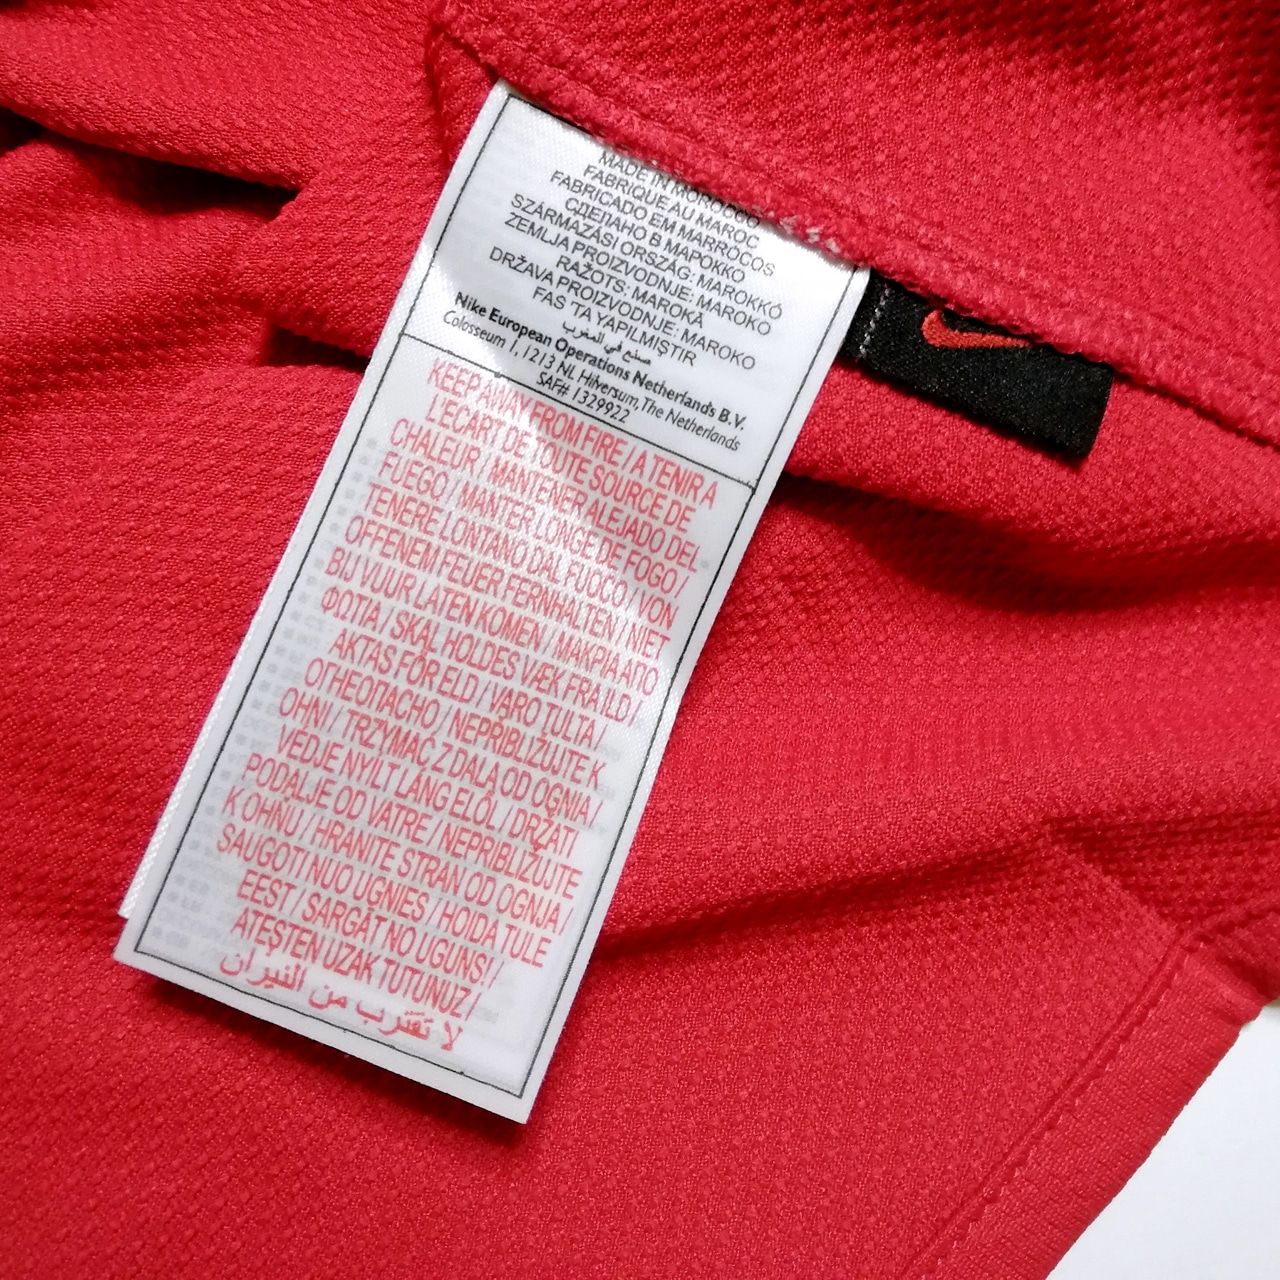 MADE IN MOROCCO
FABRIQUE AU MAROC
FABRICADO EM MARROCOS
СДЕЛАНО В МАРОККО
SZÁRMAZÁSI ORSZÁG: MAROKKÓ
ZEMLJA PROIZVODNJE: MAROKO
RAŽOTS: MAROKĀ
DRŽAVA PROIZVODNJE: MAROKO
FAS 'TA YAPILMIŞTIR
صنع في المغرب
Nike European Operations Netherlands B.V.
Colosseum 1, 1213 NL Hilversum, The Netherlands
SAF# 1329922
KEEP AWAY FROM FIRE / A TENIR A
L'ECART DE TOUTE SOURCE DE
CHALEUR / MANTENER ALEJADO DEL
FUEGO / MANTER LONGE DE FOGO /
TENERE LONTANO DAL FUOCO / VON
OFFENEM FEUER FERNHALTEN / NIET
BIJ VUUR LATEN KOMEN / ΜΑΚΡΙΑ ΑΠΟ
ΦΩΤΙΑ / SKAL HOLDES VÆK FRA ILD /
AKTAS FÖR ELD / VARO TULTA /
ОГНЕОПАСНО / NEPŘIBLIŽUJTE K
OHNI / TRZYMAĆ Z DALA OD OGNIA /
VÉDJE NYÍLT LÁNG ELŐL / DRŽATI
PODALJE OD VATRE / NEPRIBLIŽUJTE
K OHŇU / HRANITE STRAN OD OGNJA /
SAUGOTI NUO UGNIES / HOIDA TULE
EEST / SARGĀT NO UGUNS! /
ATEŞTEN UZAK TUTUNUZ /
لا تقترب من النيران